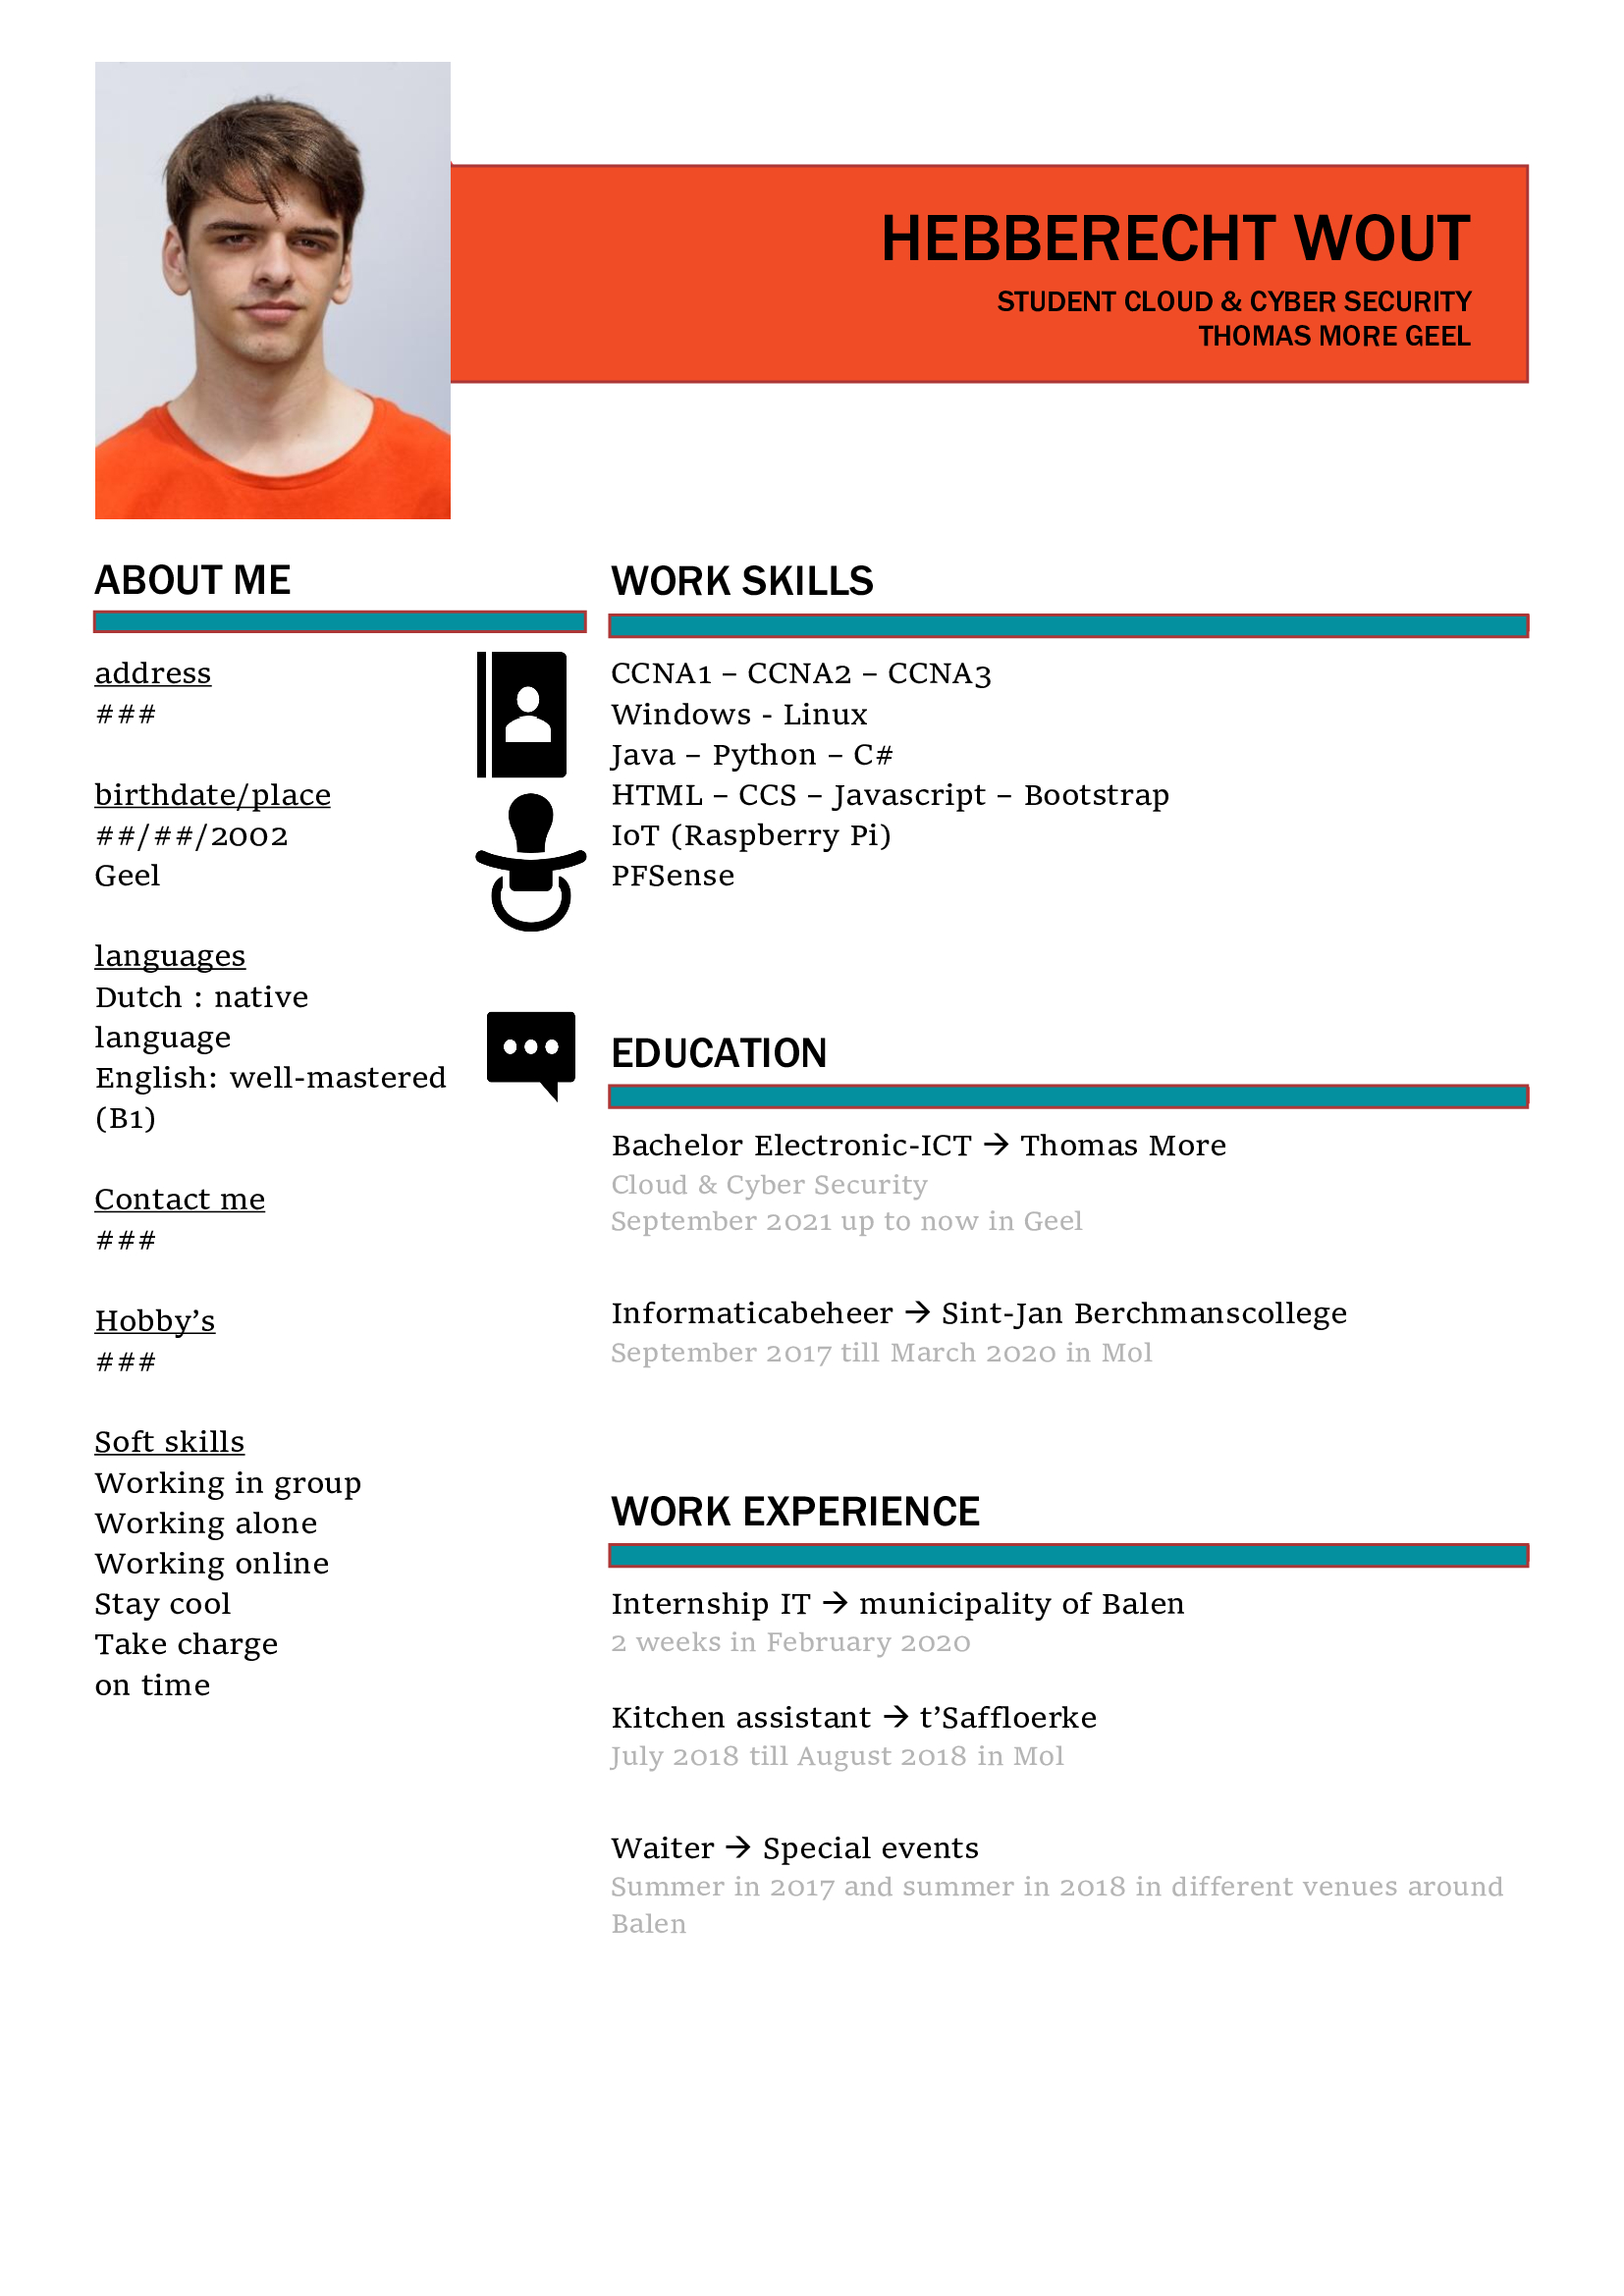 HEBBERECHT WOUT
STUDENT CLOUD & CYBER SECURITY
THOMAS MORE GEEL
ABOUT ME
address
###
birthdate/place
##/##/2002
Geel
languages
Dutch : native
language
English: well-mastered
(B1)
Contact me
###
Hobby’s
###
Soft skills
Working in group
Working alone
Working online
Stay cool
Take charge
on time
WORK SKILLS
CCNA1 – CCNA2 – CCNA3
Windows - Linux
Java – Python – C#
HTML – CCS – Javascript – Bootstrap
IoT (Raspberry Pi)
PFSense
EDUCATION
Bachelor Electronic-ICT → Thomas More
Cloud & Cyber Security
September 2021 up to now in Geel
Informaticabeheer → Sint-Jan Berchmanscollege
September 2017 till March 2020 in Mol
WORK EXPERIENCE
Internship IT → municipality of Balen
2 weeks in February 2020
Kitchen assistant → t’Saffloerke
July 2018 till August 2018 in Mol
Waiter → Special events
Summer in 2017 and summer in 2018 in different venues around
Balen